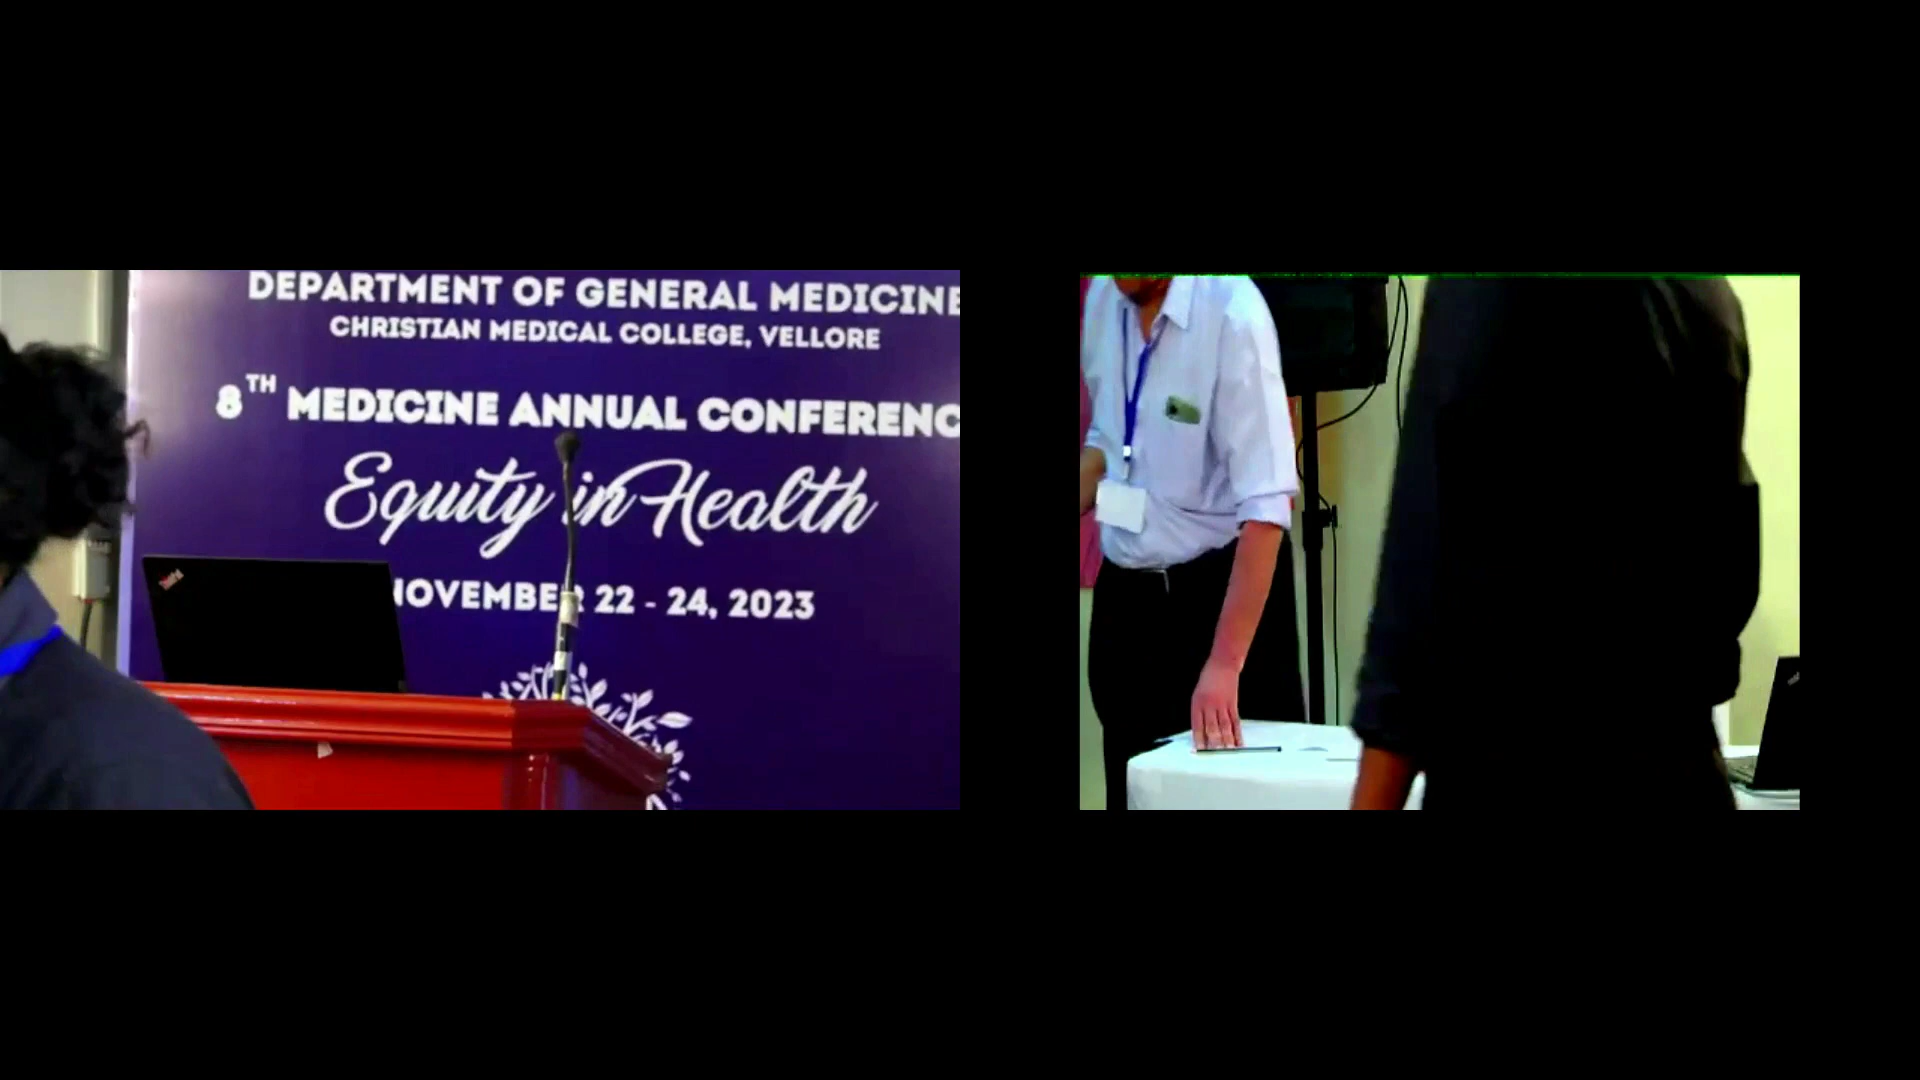 DEPARTMENT OF GENERAL MEDICINE
CHRISTIAN MEDICAL COLLEGE, VELLORE
8TH MEDICINE ANNUAL CONFERENC
Equity in Health
NOVEMBER 22 - 24, 2023
ThinkPad